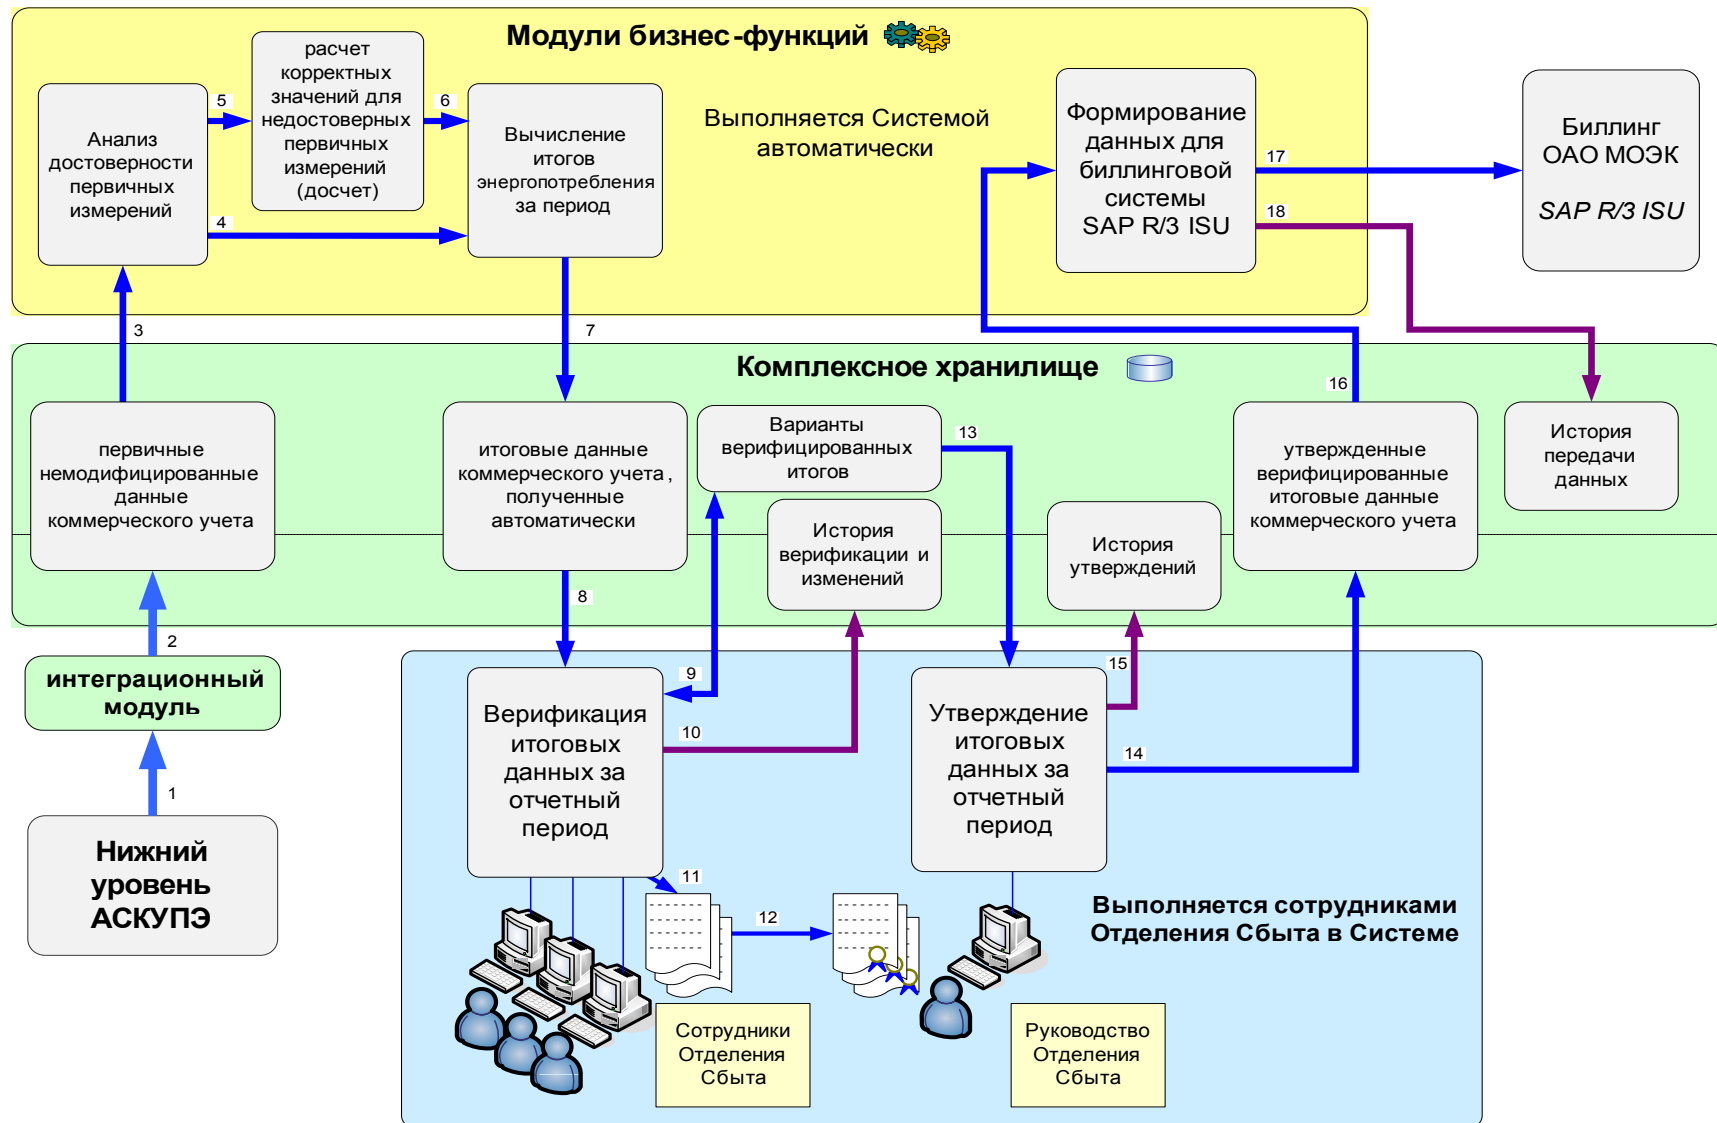 Модули бизнес-функций
расчет
корректных
значений для
недостоверных
первичных
измерений
(досчет)
Анализ
достоверности
первичных
измерений
5
6
4
Вычисление
итогов
энергопотребления
за период
Выполняется Системой
автоматически
Формирование
данных для
биллинговой
системы
SAP R/3 ISU
17
18
Биллинг
ОАО МОЭК
SAP R/3 ISU
3
7
Комплексное хранилище
16
первичные
немодифицированные
данные
коммерческого учета
итоговые данные
коммерческого учета,
полученные
автоматически
Варианты
верифицированных
итогов
13
История
верификации и
изменений
История
утверждений
утвержденные
верифицированные
итоговые данные
коммерческого учета
История
передачи
данных
8
2
интеграционный
модуль
1
Нижний
уровень
АСКУПЭ
9
10
Верификация
итоговых
данных за
отчетный
период
15
14
Утверждение
итоговых
данных за
отчетный
период
11
12
Выполняется сотрудниками
Отделения Сбыта в Системе
Сотрудники
Отделения
Сбыта
Руководство
Отделения
Сбыта